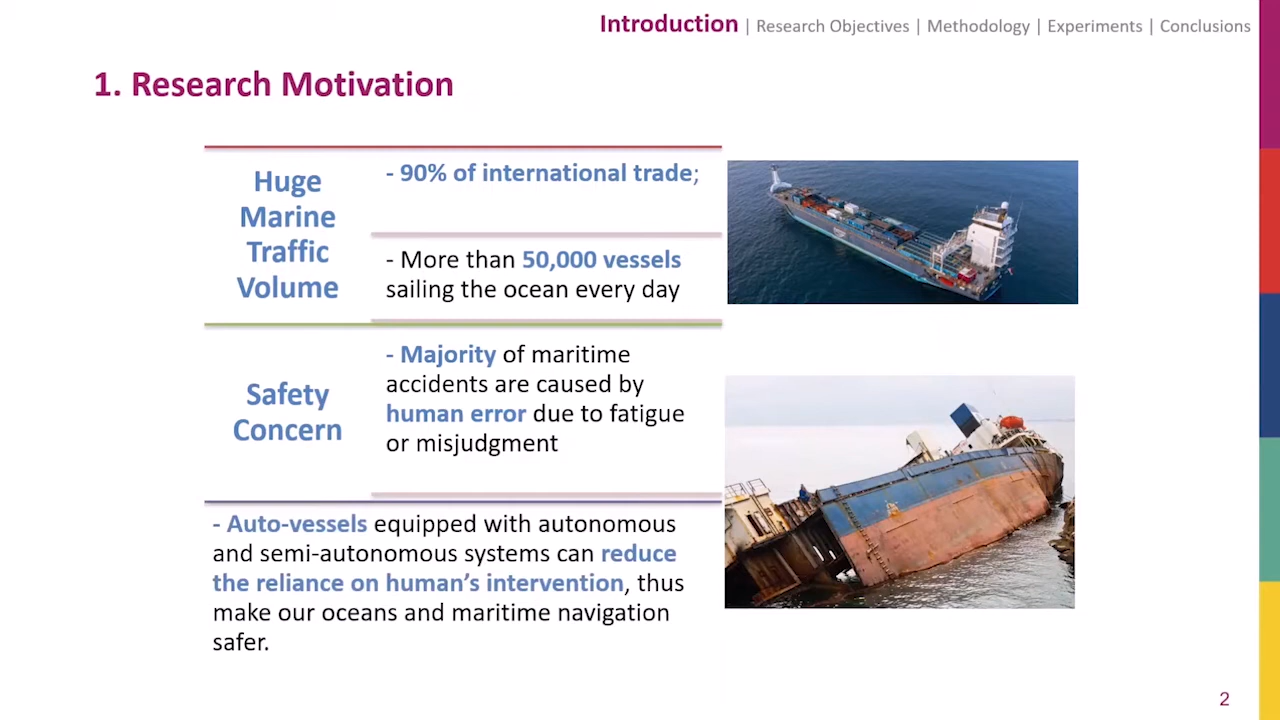 Introduction | Research Objectives | Methodology | Experiments | Conclusions
1. Research Motivation
Huge
Marine
Traffic
Volume
- 90% of international trade;
- More than 50,000 vessels
sailing the ocean every day
Safety
Concern
- Majority of maritime
accidents are caused by
human error due to fatigue
or misjudgment
- Auto-vessels equipped with autonomous
and semi-autonomous systems can reduce
the reliance on human's intervention, thus
make our oceans and maritime navigation
safer.
2